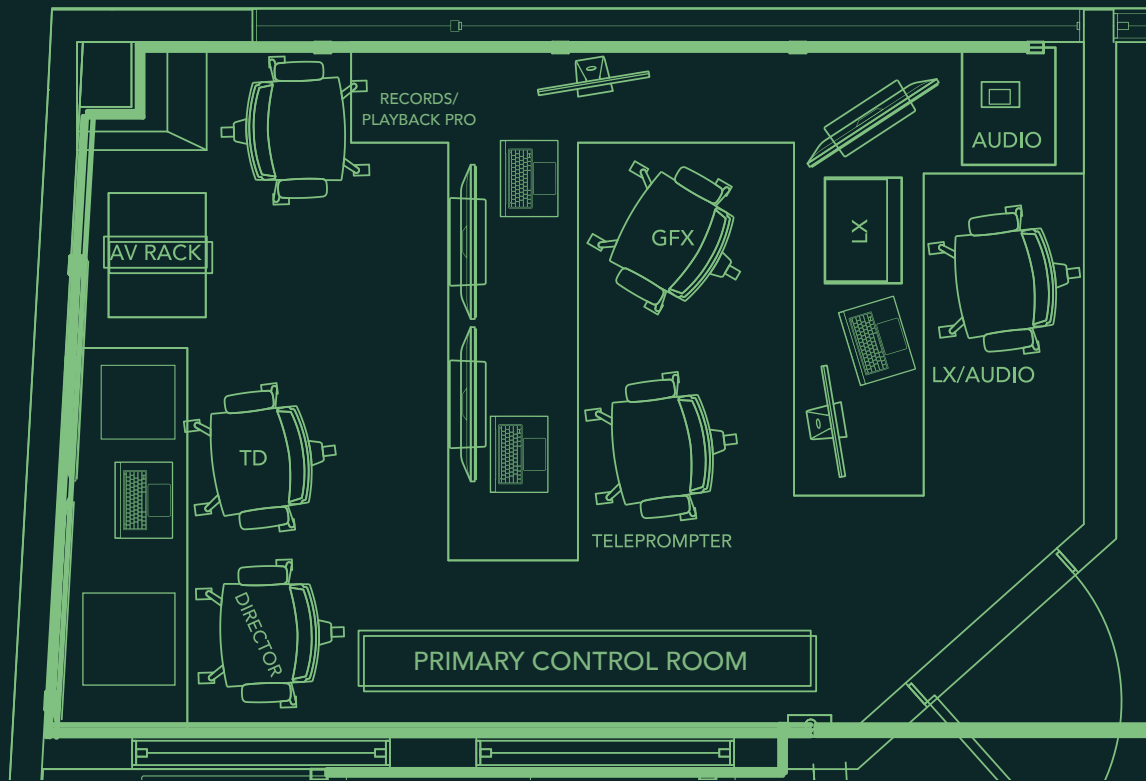 RECORDS/
PLAYBACK PRO
AUDIO
AV RACK
GFX
LX
LX/AUDIO
TD
TELEPROMPTER
DIRECTOR
PRIMARY CONTROL ROOM